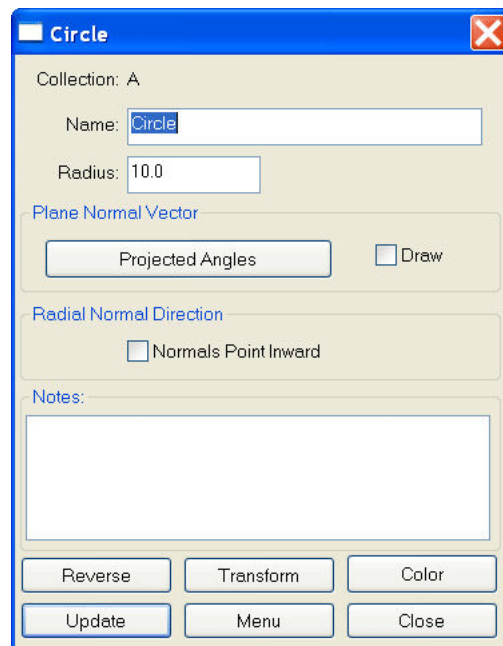 Circle
Collection: A
Name: Circle
Radius: 10.0
Plane Normal Vector
Projected Angles Draw
Radial Normal Direction
Normals Point Inward
Notes:
Reverse Transform Color
Update Menu Close